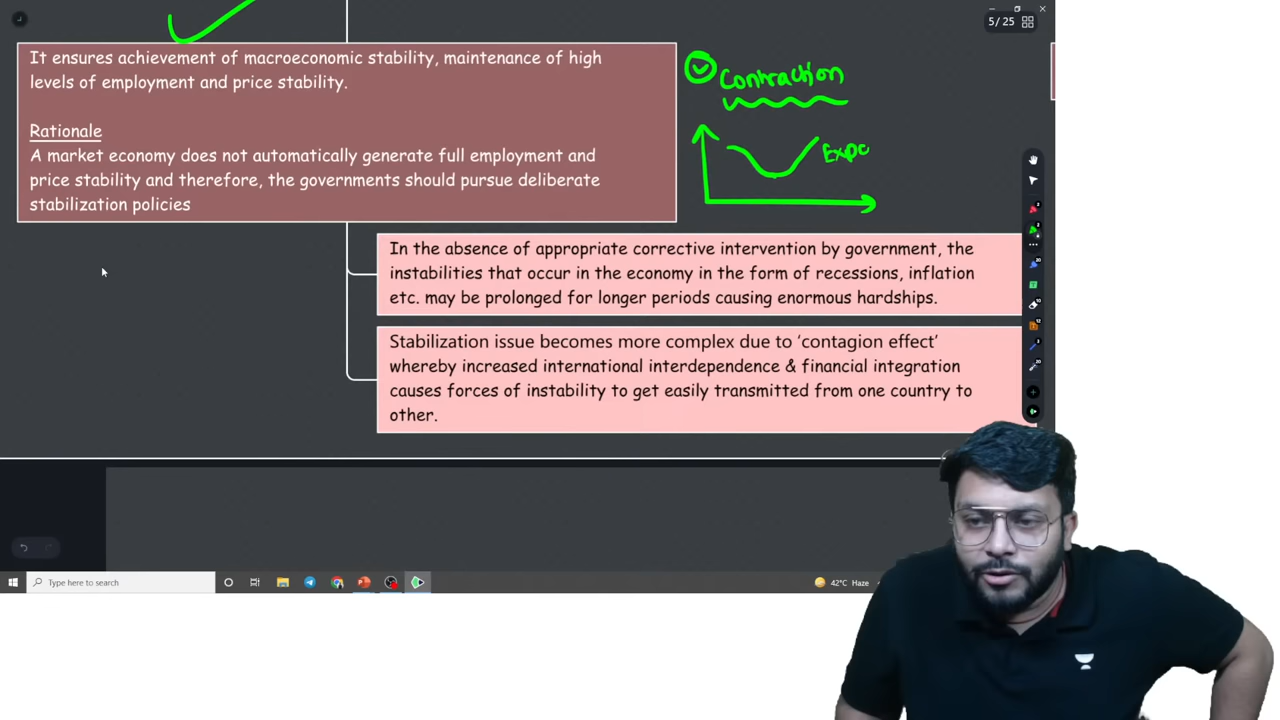 5/25
It ensures achievement of macroeconomic stability, maintenance of high
levels of employment and price stability.
Rationale
A market economy does not automatically generate full employment and
price stability and therefore, the governments should pursue deliberate
stabilization policies
Contraction
Expa
In the absence of appropriate corrective intervention by government, the
instabilities that occur in the economy in the form of recessions, inflation
etc. may be prolonged for longer periods causing enormous hardships.
Stabilization issue becomes more complex due to 'contagion effect'
whereby increased international interdependence & financial integration
causes forces of instability to get easily transmitted from one country to
other.
Type here to search
42°C Haze